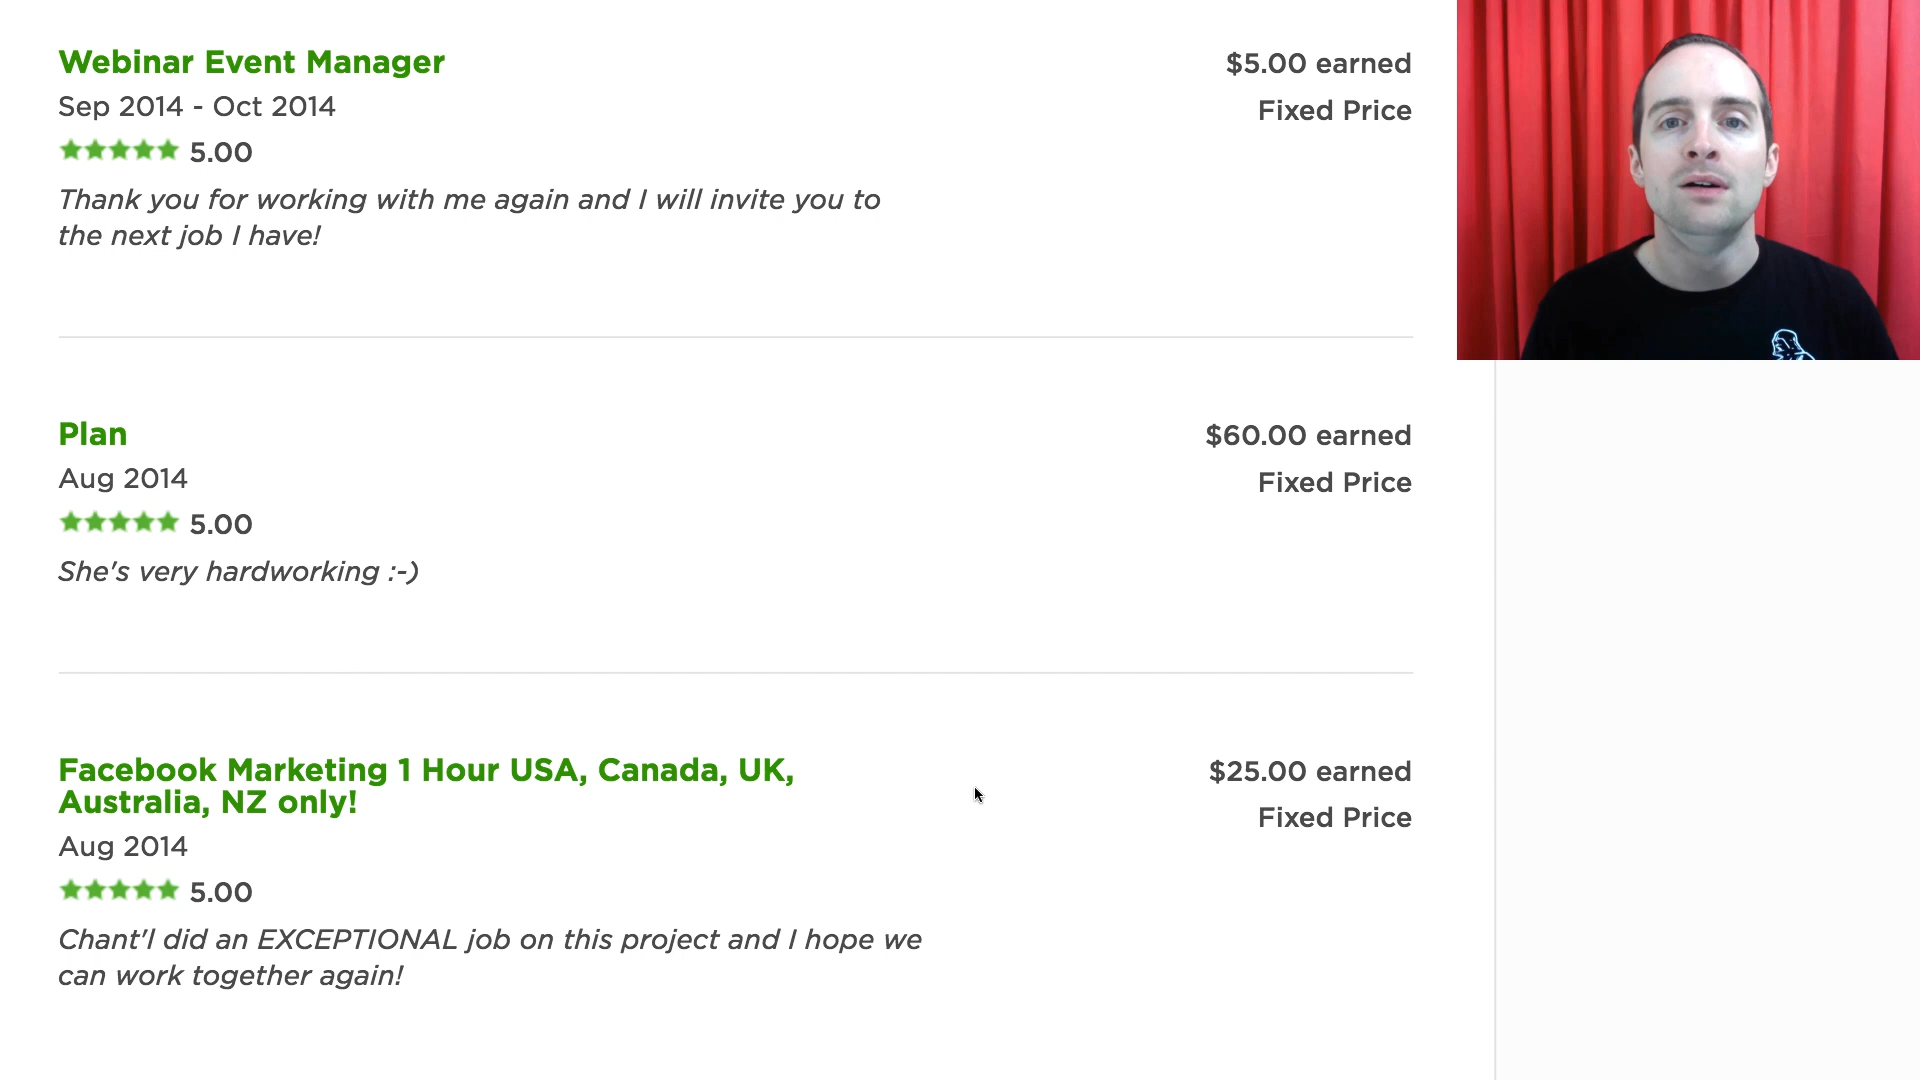 Webinar Event Manager
$5.00 earned
Sep 2014 - Oct 2014
Fixed Price
5.00
Thank you for working with me again and I will invite you to
the next job I have!
Plan
$60.00 earned
Aug 2014
Fixed Price
5.00
She's very hardworking :-)
Facebook Marketing 1 Hour USA, Canada, UK,
Australia, NZ only!
$25.00 earned
Fixed Price
Aug 2014
5.00
Chant'l did an EXCEPTIONAL job on this project and I hope we
can work together again!